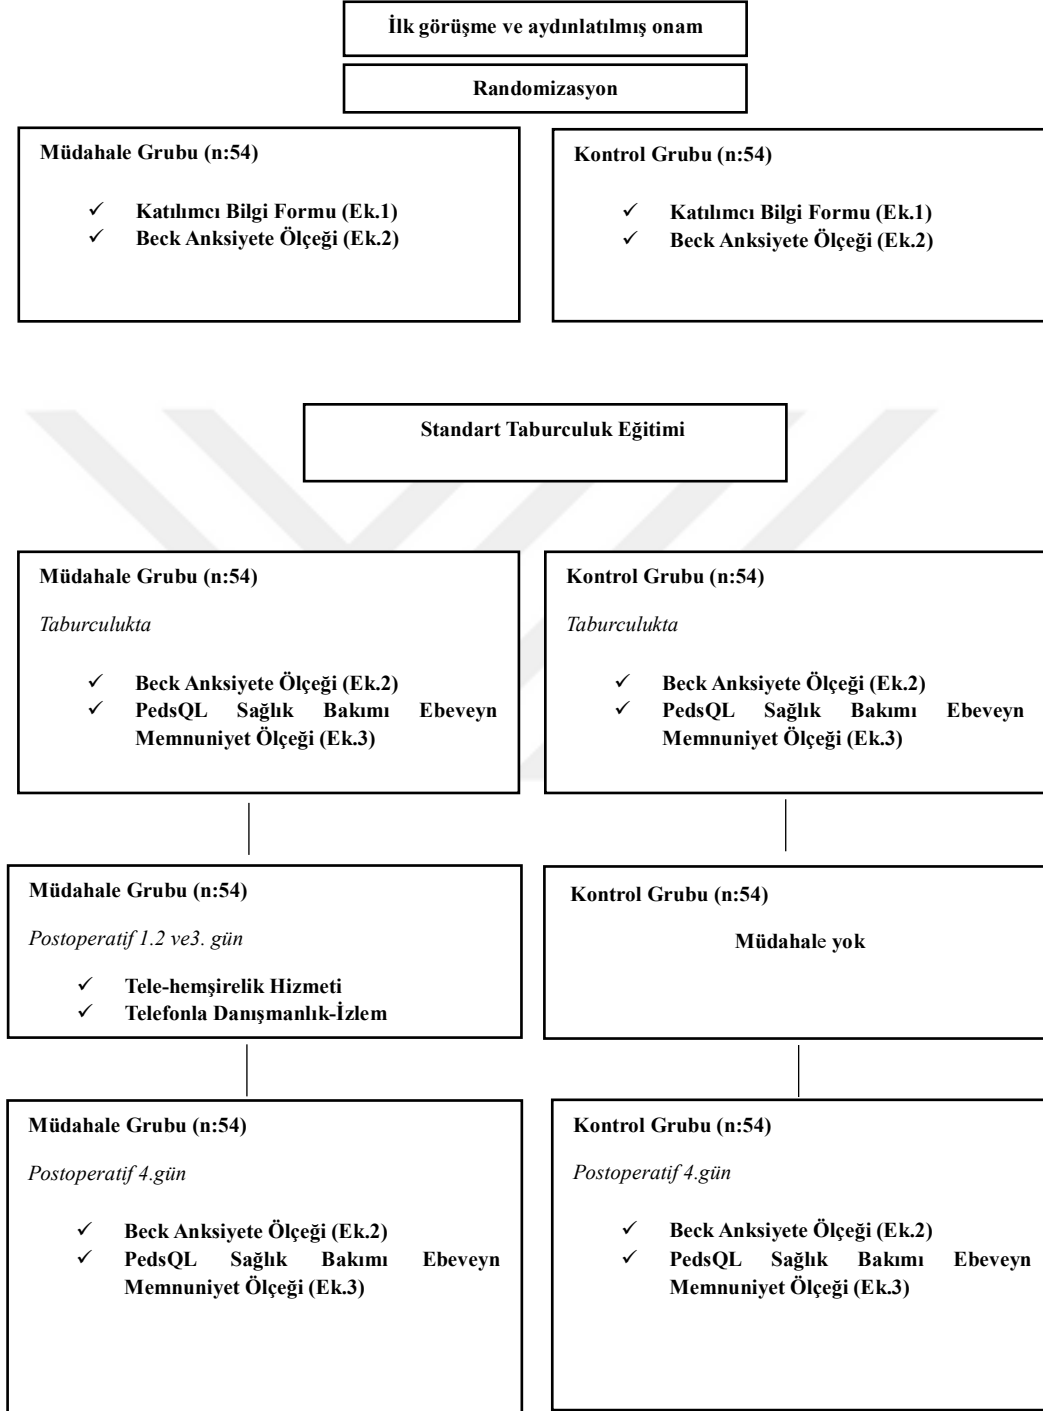 İlk görüşme ve aydınlatılmış onam
Randomizasyon
Müdahale Grubu (n:54)
✓ Katılımcı Bilgi Formu (Ek.1)
✓ Beck Anksiyete Ölçeği (Ek.2)
Kontrol Grubu (n:54)
✓ Katılımcı Bilgi Formu (Ek.1)
✓ Beck Anksiyete Ölçeği (Ek.2)
Standart Taburculuk Eğitimi
Müdahale Grubu (n:54)
Taburculukta
✓ Beck Anksiyete Ölçeği (Ek.2)
✓ PedsQL Sağlık Bakımı Ebeveyn
Memnuniyet Ölçeği (Ek.3)
Kontrol Grubu (n:54)
Taburculukta
✓ Beck Anksiyete Ölçeği (Ek.2)
✓ PedsQL Sağlık Bakımı Ebeveyn
Memnuniyet Ölçeği (Ek.3)
Müdahale Grubu (n:54)
Postoperatif 1.2 ve3. gün
✓ Tele-hemşirelik Hizmeti
✓ Telefonla Danışmanlık-İzlem
Kontrol Grubu (n:54)
Müdahale yok
Müdahale Grubu (n:54)
Postoperatif 4.gün
✓ Beck Anksiyete Ölçeği (Ek.2)
✓ PedsQL Sağlık Bakımı Ebeveyn
Memnuniyet Ölçeği (Ek.3)
Kontrol Grubu (n:54)
Postoperatif 4.gün
✓ Beck Anksiyete Ölçeği (Ek.2)
✓ PedsQL Sağlık Bakımı Ebeveyn
Memnuniyet Ölçeği (Ek.3)